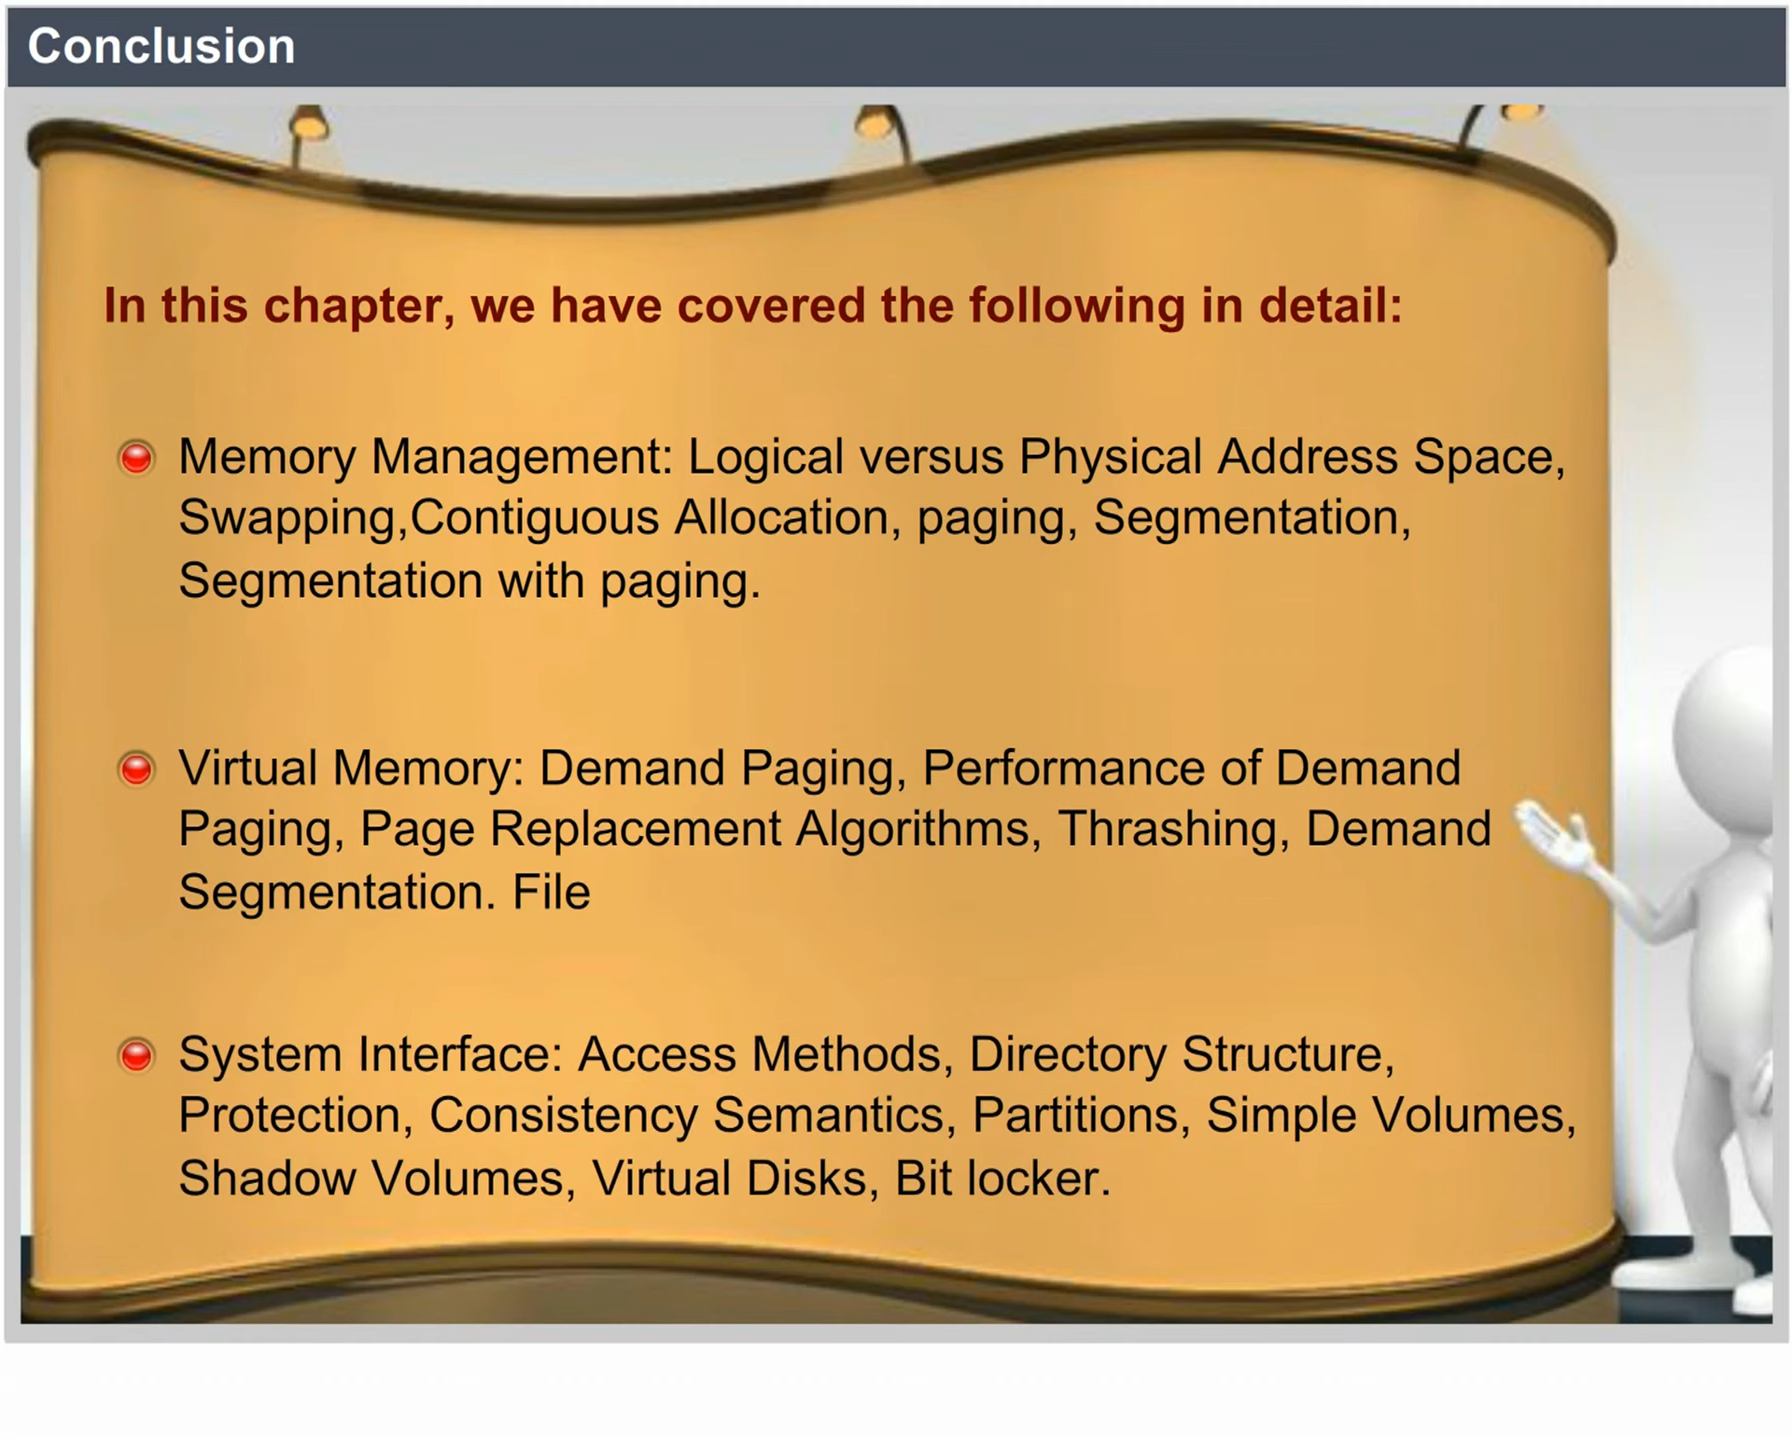 Conclusion
In this chapter, we have covered the following in detail:
Memory Management: Logical versus Physical Address Space,
Swapping,Contiguous Allocation, paging, Segmentation,
Segmentation with paging.
Virtual Memory: Demand Paging, Performance of Demand
Paging, Page Replacement Algorithms, Thrashing, Demand
Segmentation. File
System Interface: Access Methods, Directory Structure,
Protection, Consistency Semantics, Partitions, Simple Volumes,
Shadow Volumes, Virtual Disks, Bit locker.